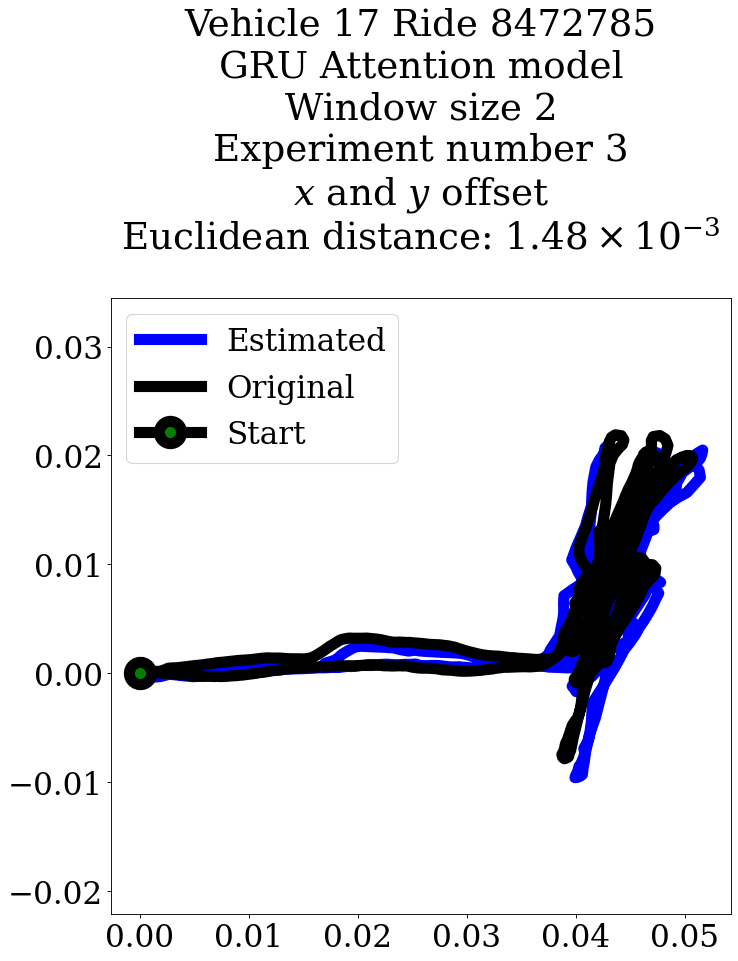 Vehicle 17 Ride 8472785
GRU Attention model
Window size 2
Experiment number 3
x and y offset
Euclidean distance: 1.48 × 10⁻³
Estimated
Original
Start
0.03
0.02
0.01
0.00
−0.01
−0.02
0.00 0.01 0.02 0.03 0.04 0.05